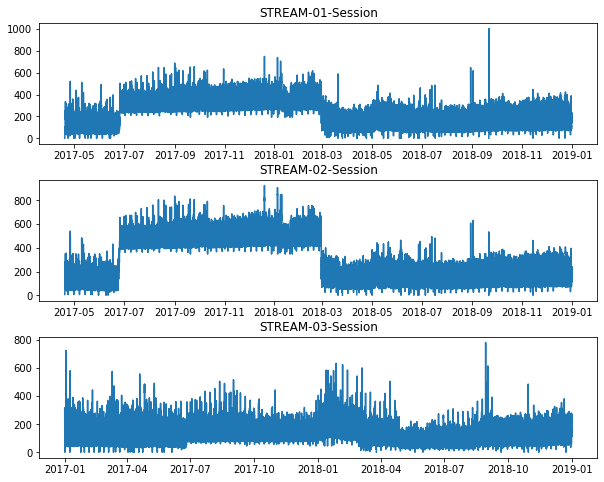 STREAM-01-Session
1000
800
600
400
200
0
2017-05 2017-07 2017-09 2017-11 2018-01 2018-03 2018-05 2018-07 2018-09 2018-11 2019-01
STREAM-02-Session
800
600
400
200
0
2017-05 2017-07 2017-09 2017-11 2018-01 2018-03 2018-05 2018-07 2018-09 2018-11 2019-01
STREAM-03-Session
800
600
400
200
0
2017-01 2017-04 2017-07 2017-10 2018-01 2018-04 2018-07 2018-10 2019-01